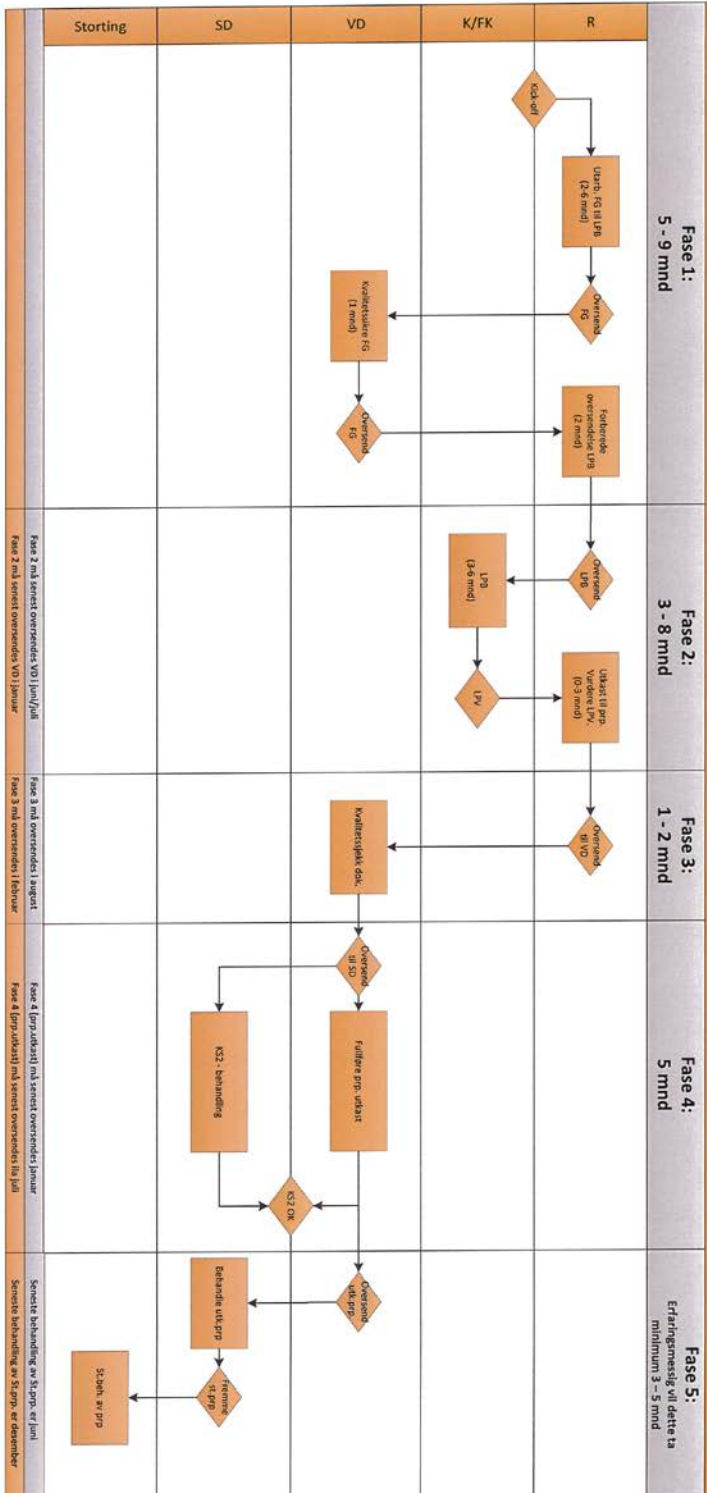 Fase 1:
5 - 9 mnd
Fase 2:
3 - 8 mnd
Fase 3:
1 - 2 mnd
Fase 4:
5 mnd
Fase 5:
Erfaringsmessig vil dette ta
minimum 3 – 5 mnd
R
Utarb. FG til LPB
(2-6 mnd)
Oversend
FG
Forberede
oversendelse LPB
(2 mnd)
Oversend
LPB
Utkast til prp.
Vurdere LPV.
(0-3 mnd)
Oversend
til VD
Kick-off
K/FK
LPB
(3-6 mnd)
LPV
VD
Kvalitetssikre FG
(1 mnd)
Oversend
FG
Kvalitetssjekk dok.
Oversend
til SD
Fullføre prp. utkast
Oversend
utk.prp
KS2 OK
SD
KS2 - behandling
Behandle utk.prp
Fremme
st.prp
Storting
St.beh. av prp
Fase 2 må senest oversendes VD i juni/juli
Fase 3 må oversendes i august
Fase 4 (prp.utkast) må senest oversendes januar
Seneste behandling av St.prp. er juni
Fase 2 må senest oversendes VD i januar
Fase 3 må oversendes i februar
Fase 4 (prp.utkast) må senest oversendes ila juli
Seneste behandling av St.prp. er desember